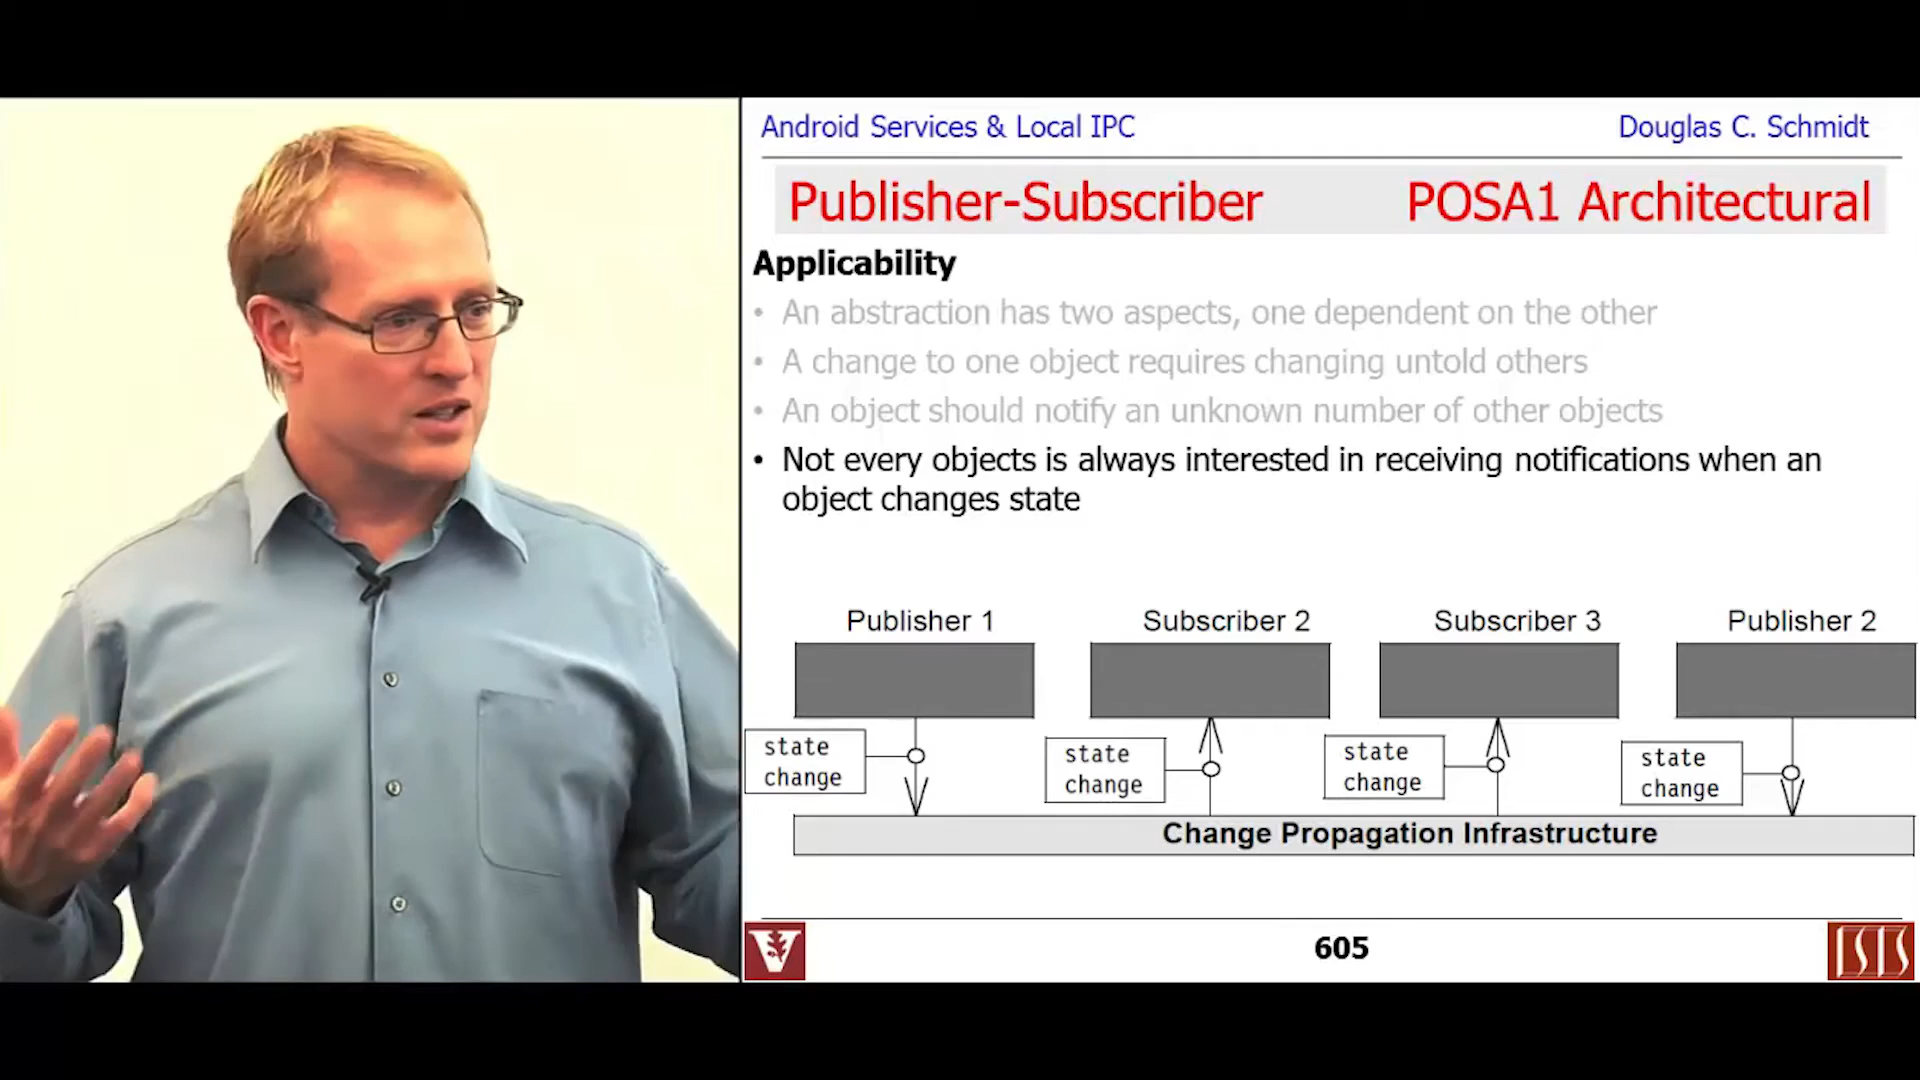 Android Services & Local IPC
Douglas C. Schmidt
Publisher-Subscriber
POSA1 Architectural
Applicability
• An abstraction has two aspects, one dependent on the other
• A change to one object requires changing untold others
• An object should notify an unknown number of other objects
• Not every objects is always interested in receiving notifications when an
object changes state
Publisher 1
Subscriber 2
Subscriber 3
Publisher 2
state
change
state
change
state
change
state
change
Change Propagation Infrastructure
V
605
ISIS